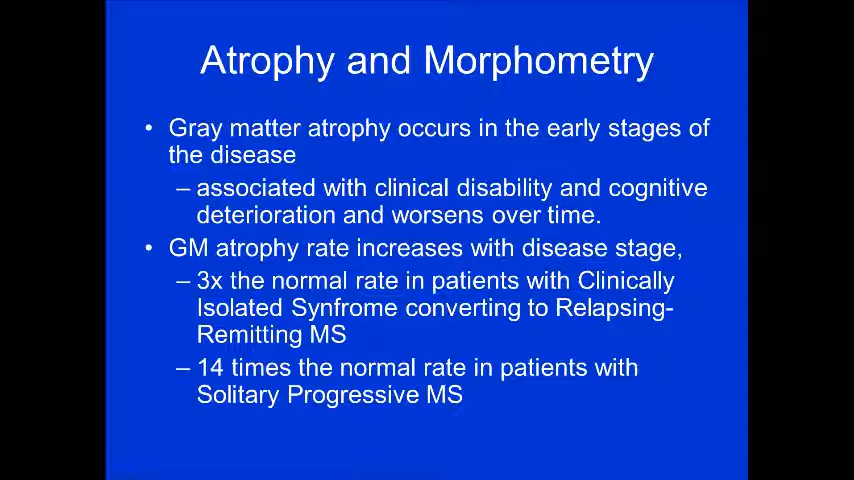 Atrophy and Morphometry
• Gray matter atrophy occurs in the early stages of
the disease
– associated with clinical disability and cognitive
deterioration and worsens over time.
• GM atrophy rate increases with disease stage,
– 3x the normal rate in patients with Clinically
Isolated Synfrome converting to Relapsing-
Remitting MS
– 14 times the normal rate in patients with
Solitary Progressive MS